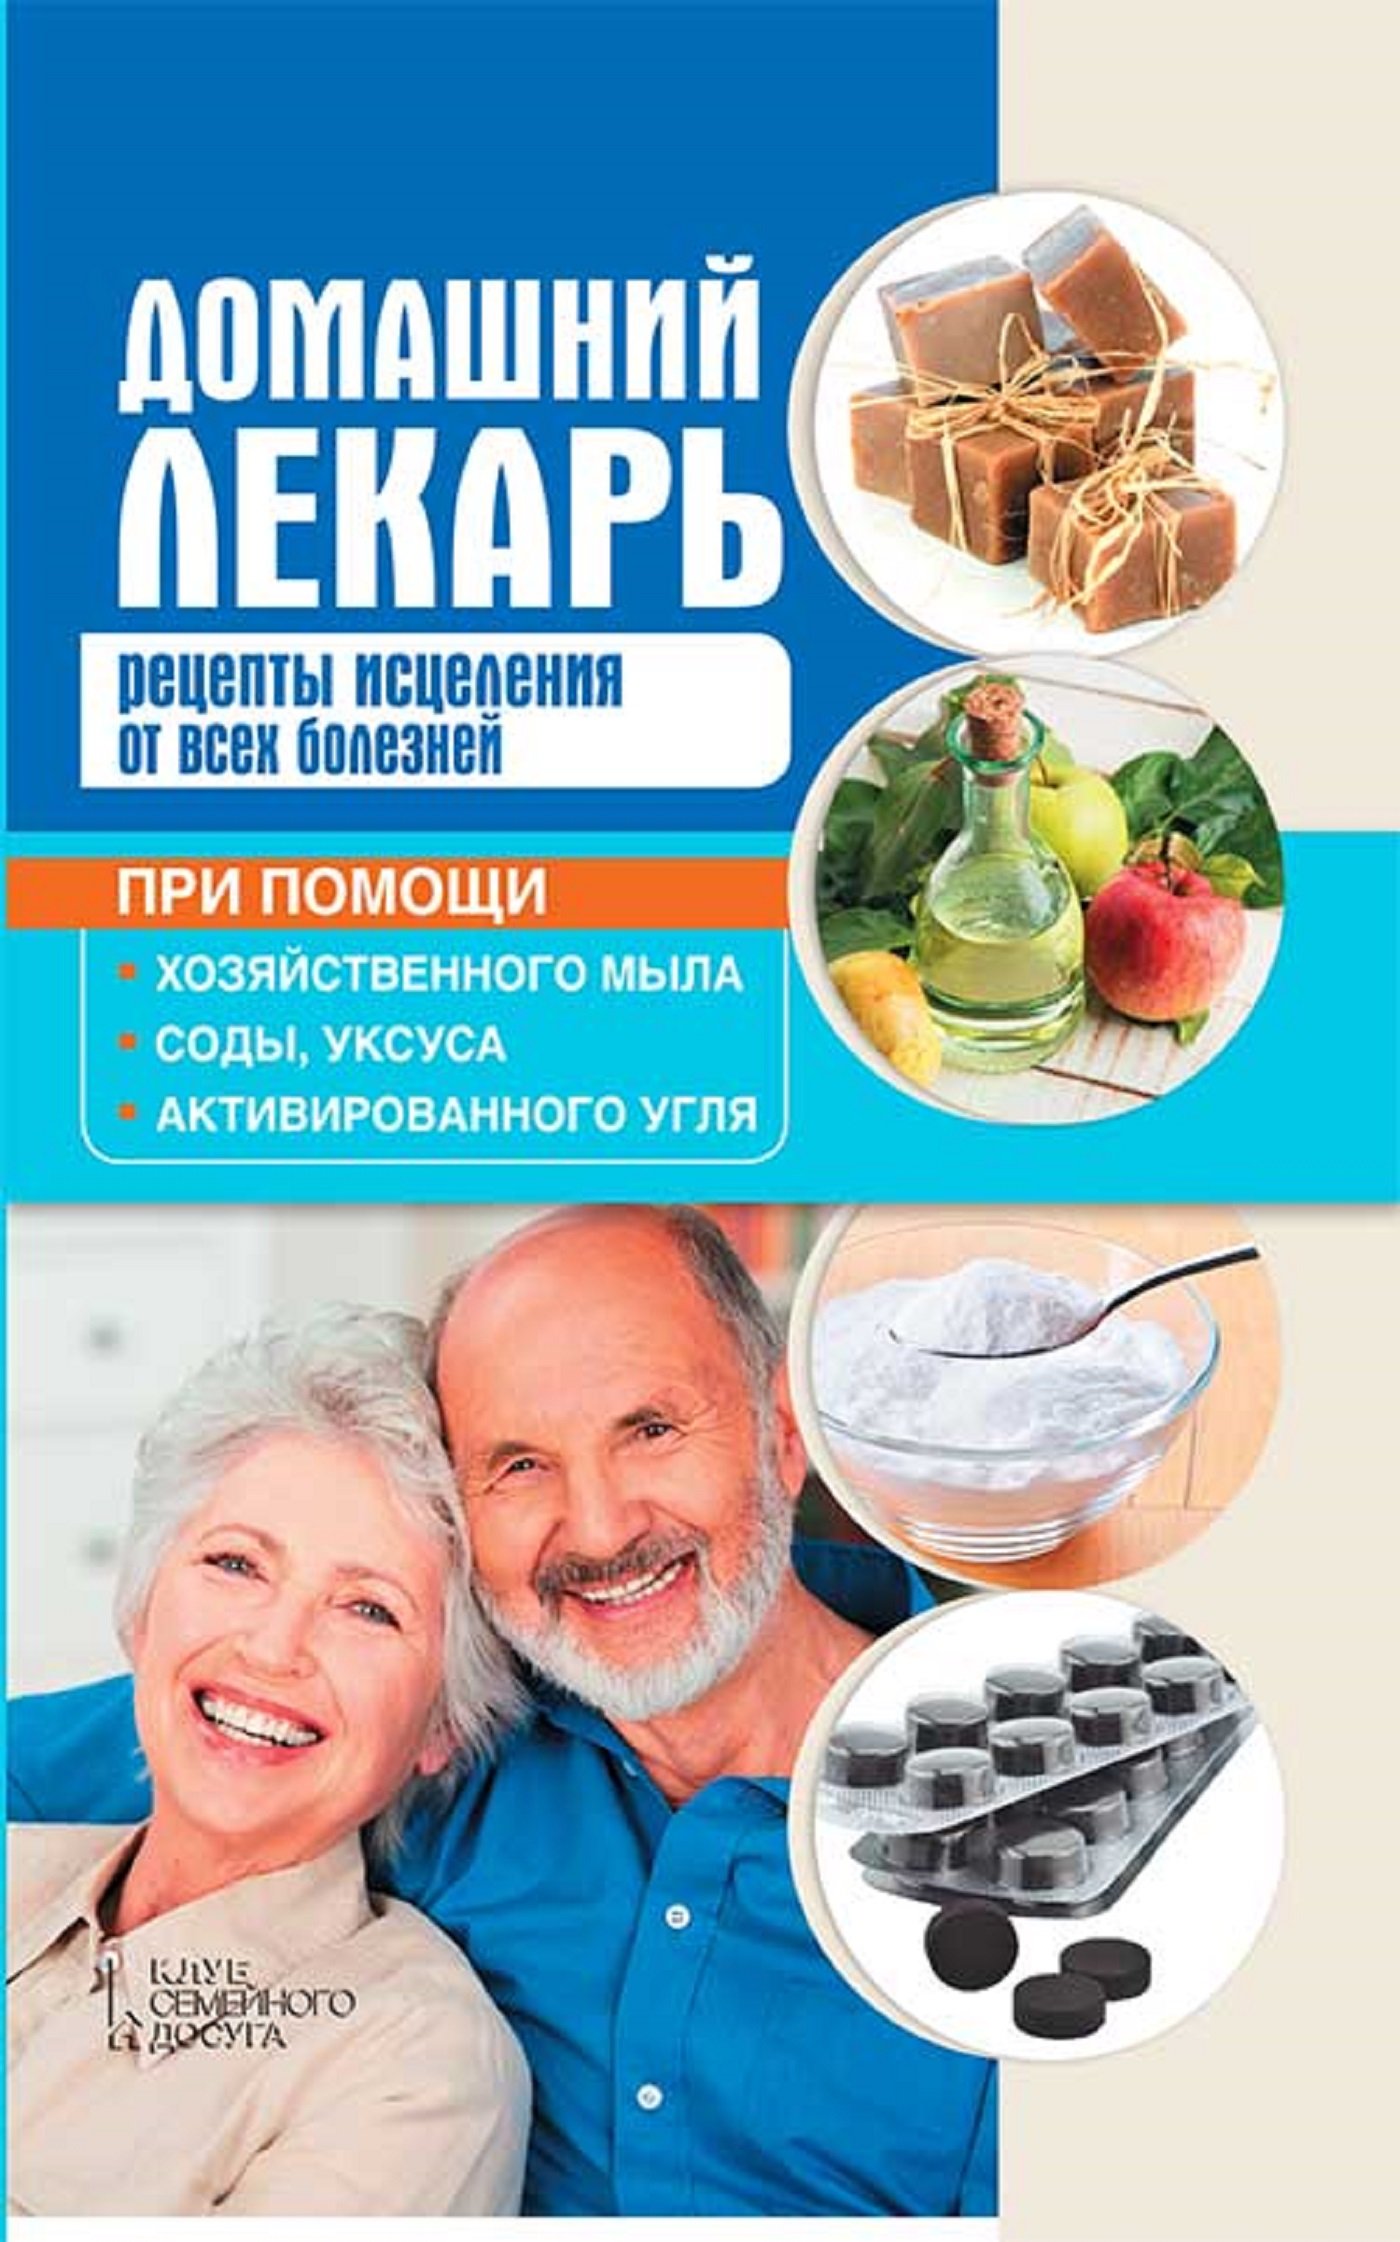 ДОМАШНИЙ
ЛЕКАРЬ
рецепты исцеления
от всех болезней
ПРИ ПОМОЩИ
▪ ХОЗЯЙСТВЕННОГО МЫЛА
▪ СОДЫ, УКСУСА
▪ АКТИВИРОВАННОГО УГЛЯ
КЛУБ
СЕМЕЙНОГО
ДОСУГА